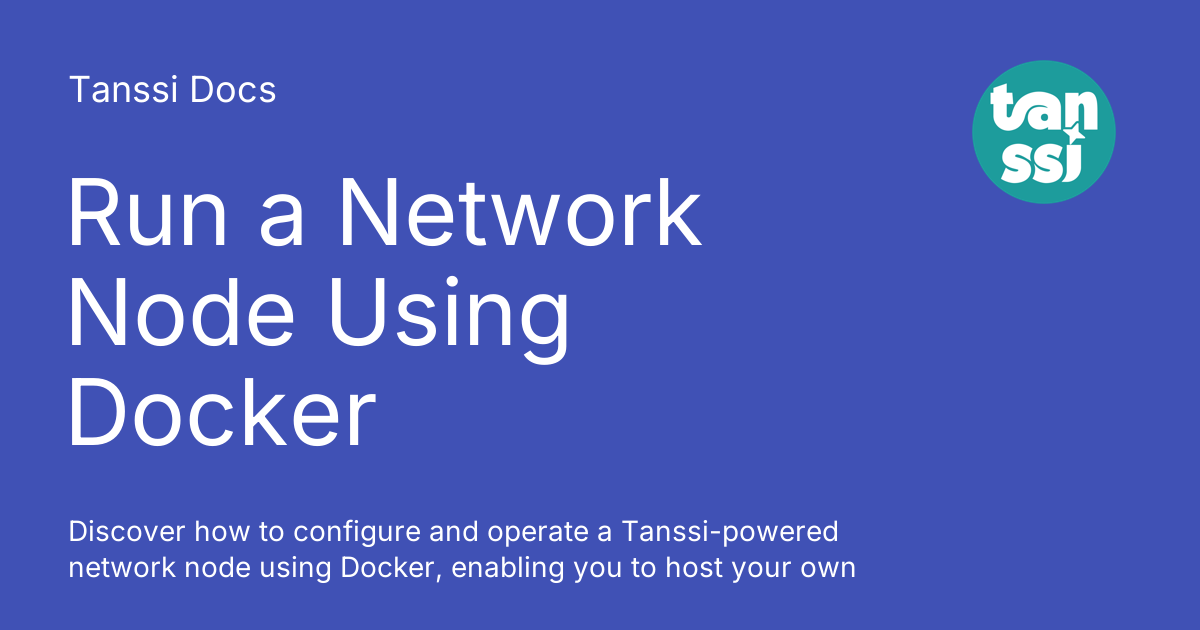 Tanssi Docs
tan
ssi
Run a Network
Node Using
Docker
Discover how to configure and operate a Tanssi-powered
network node using Docker, enabling you to host your own